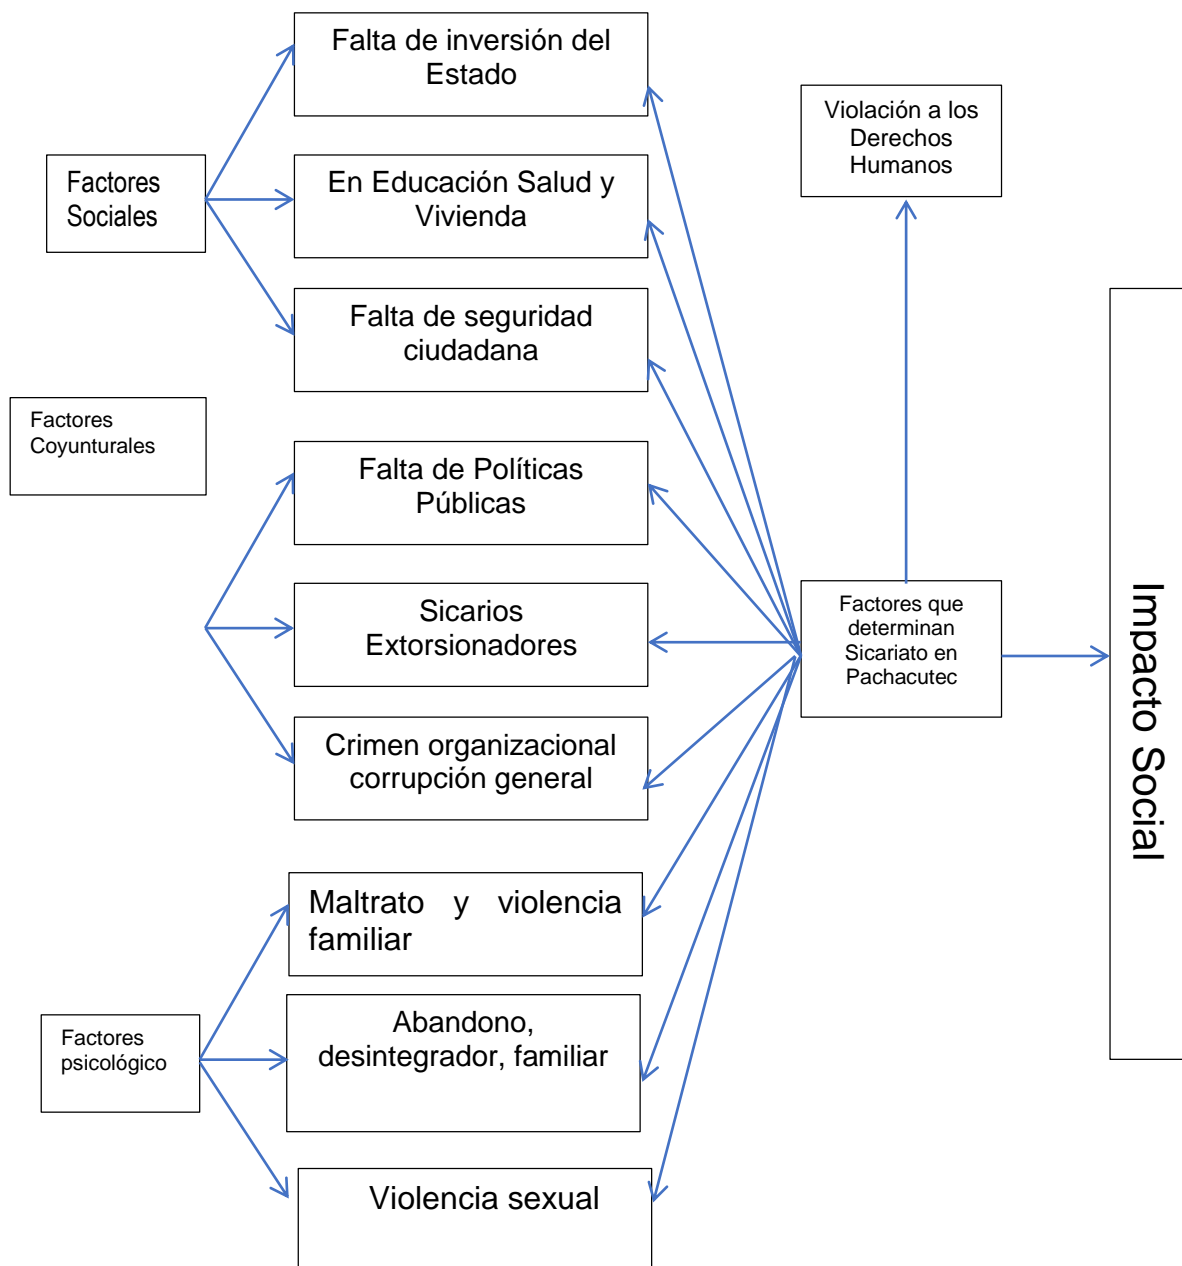 Falta de inversión del
Estado
Violación a los
Derechos
Humanos
Factores
Sociales
En Educación Salud y
Vivienda
Falta de seguridad
ciudadana
Factores
Coyunturales
Falta de Políticas
Públicas
Sicarios
Extorsionadores
Factores que
determinan
Sicariato en
Pachacutec
Impacto Social
Crimen organizacional
corrupción general
Maltrato y violencia
familiar
Factores
psicológico
Abandono,
desintegrador, familiar
Violencia sexual